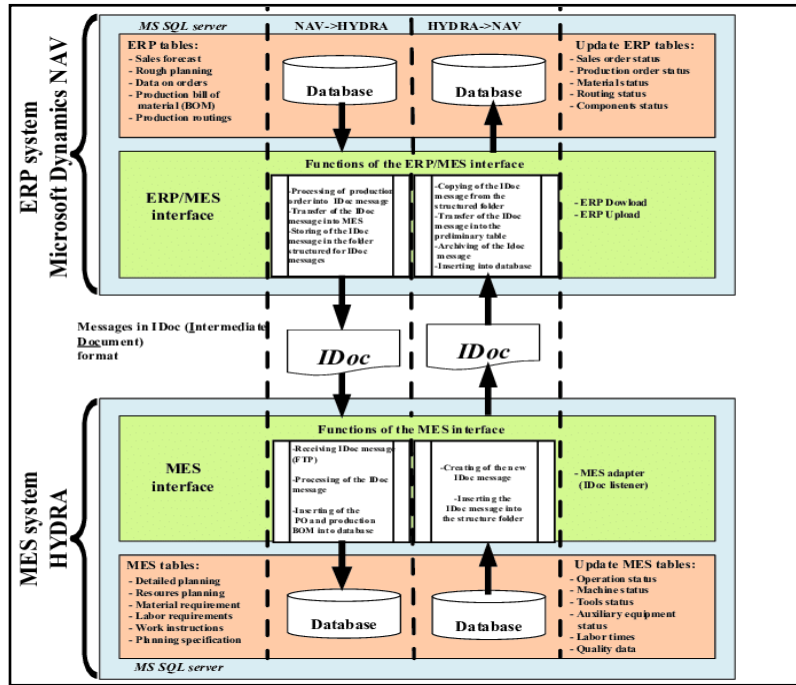 MS SQL server
NAV->HYDRA
HYDRA->NAV
ERP system
Microsoft Dynamics NAV
ERP tables:
- Sales forecast
- Rough planning
- Data on orders
- Production bill of
material (BOM)
- Production routings
Database
Database
Update ERP tables:
- Sales order status
- Production order status
- Material status
- Routing status
- Components status
Functions of the ERP/MES interface
ERP/MES
interface
-Processing of production
order into IDoc message
-Transfer of the IDoc
message into MES
-Storing of the IDoc
message in the folder
structured for IDoc
messages
-Copying of the IDoc
message from the
structured folder
-Transfer of the IDoc
message into the
preliminary table
-Archiving of the Idoc
message
-Inserting into database
- ERP Dowload
- ERP Upload
Messages in IDoc (Intermediate
Document)
format
IDoc
IDoc
MES system
HYDRA
Functions of the MES interface
MES
interface
-Receiving IDoc message
(FTP)
-Processing of the IDoc
message
-Inserting of the
PO and production
BOM into database
-Creating of the new
IDoc message
-Inserting the
IDoc message into
the structure folder
- MES adapter
(IDoc listener)
MES tables:
- Detailed planning
- Resoures planning
- Material requirement
- Labor requirements
- Work instructions
- Planning specification
Database
Database
Update MES tables:
- Operation status
- Machine status
- Tools status
- Auxiliary equipment
status
- Labor times
- Quality data
MS SQL server